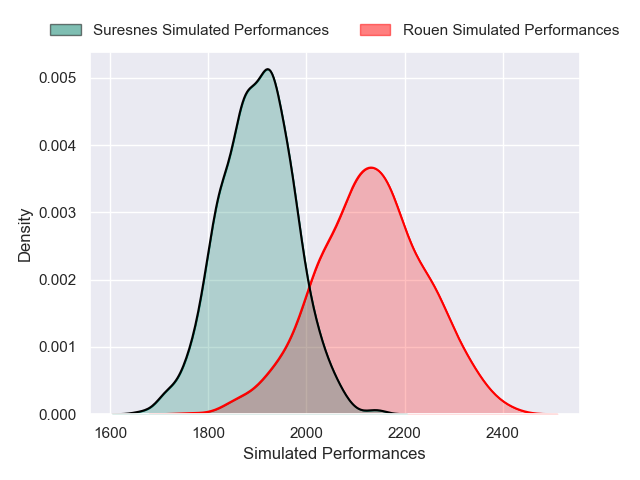 Suresnes Simulated Performances Rouen Simulated Performances
0.005
0.004
0.003
0.002
0.001
0.000
Density
1600 1800 2000 2200 2400
Simulated Performances